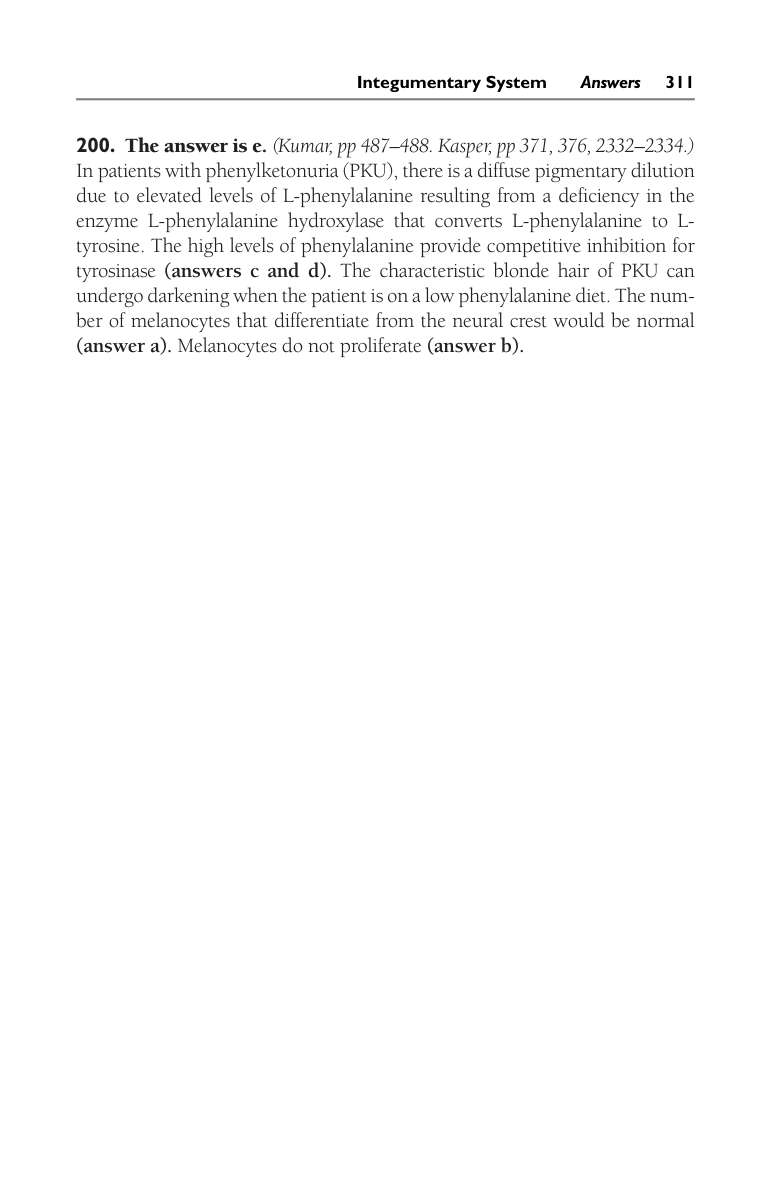 Integumentary System Answers 311
200. The answer is e. (Kumar, pp 487–488. Kasper, pp 371, 376, 2332–2334.)
In patients with phenylketonuria (PKU), there is a diffuse pigmentary dilution
due to elevated levels of L-phenylalanine resulting from a deficiency in the
enzyme L-phenylalanine hydroxylase that converts L-phenylalanine to L-
tyrosine. The high levels of phenylalanine provide competitive inhibition for
tyrosinase (answers c and d). The characteristic blonde hair of PKU can
undergo darkening when the patient is on a low phenylalanine diet. The num-
ber of melanocytes that differentiate from the neural crest would be normal
(answer a). Melanocytes do not proliferate (answer b).